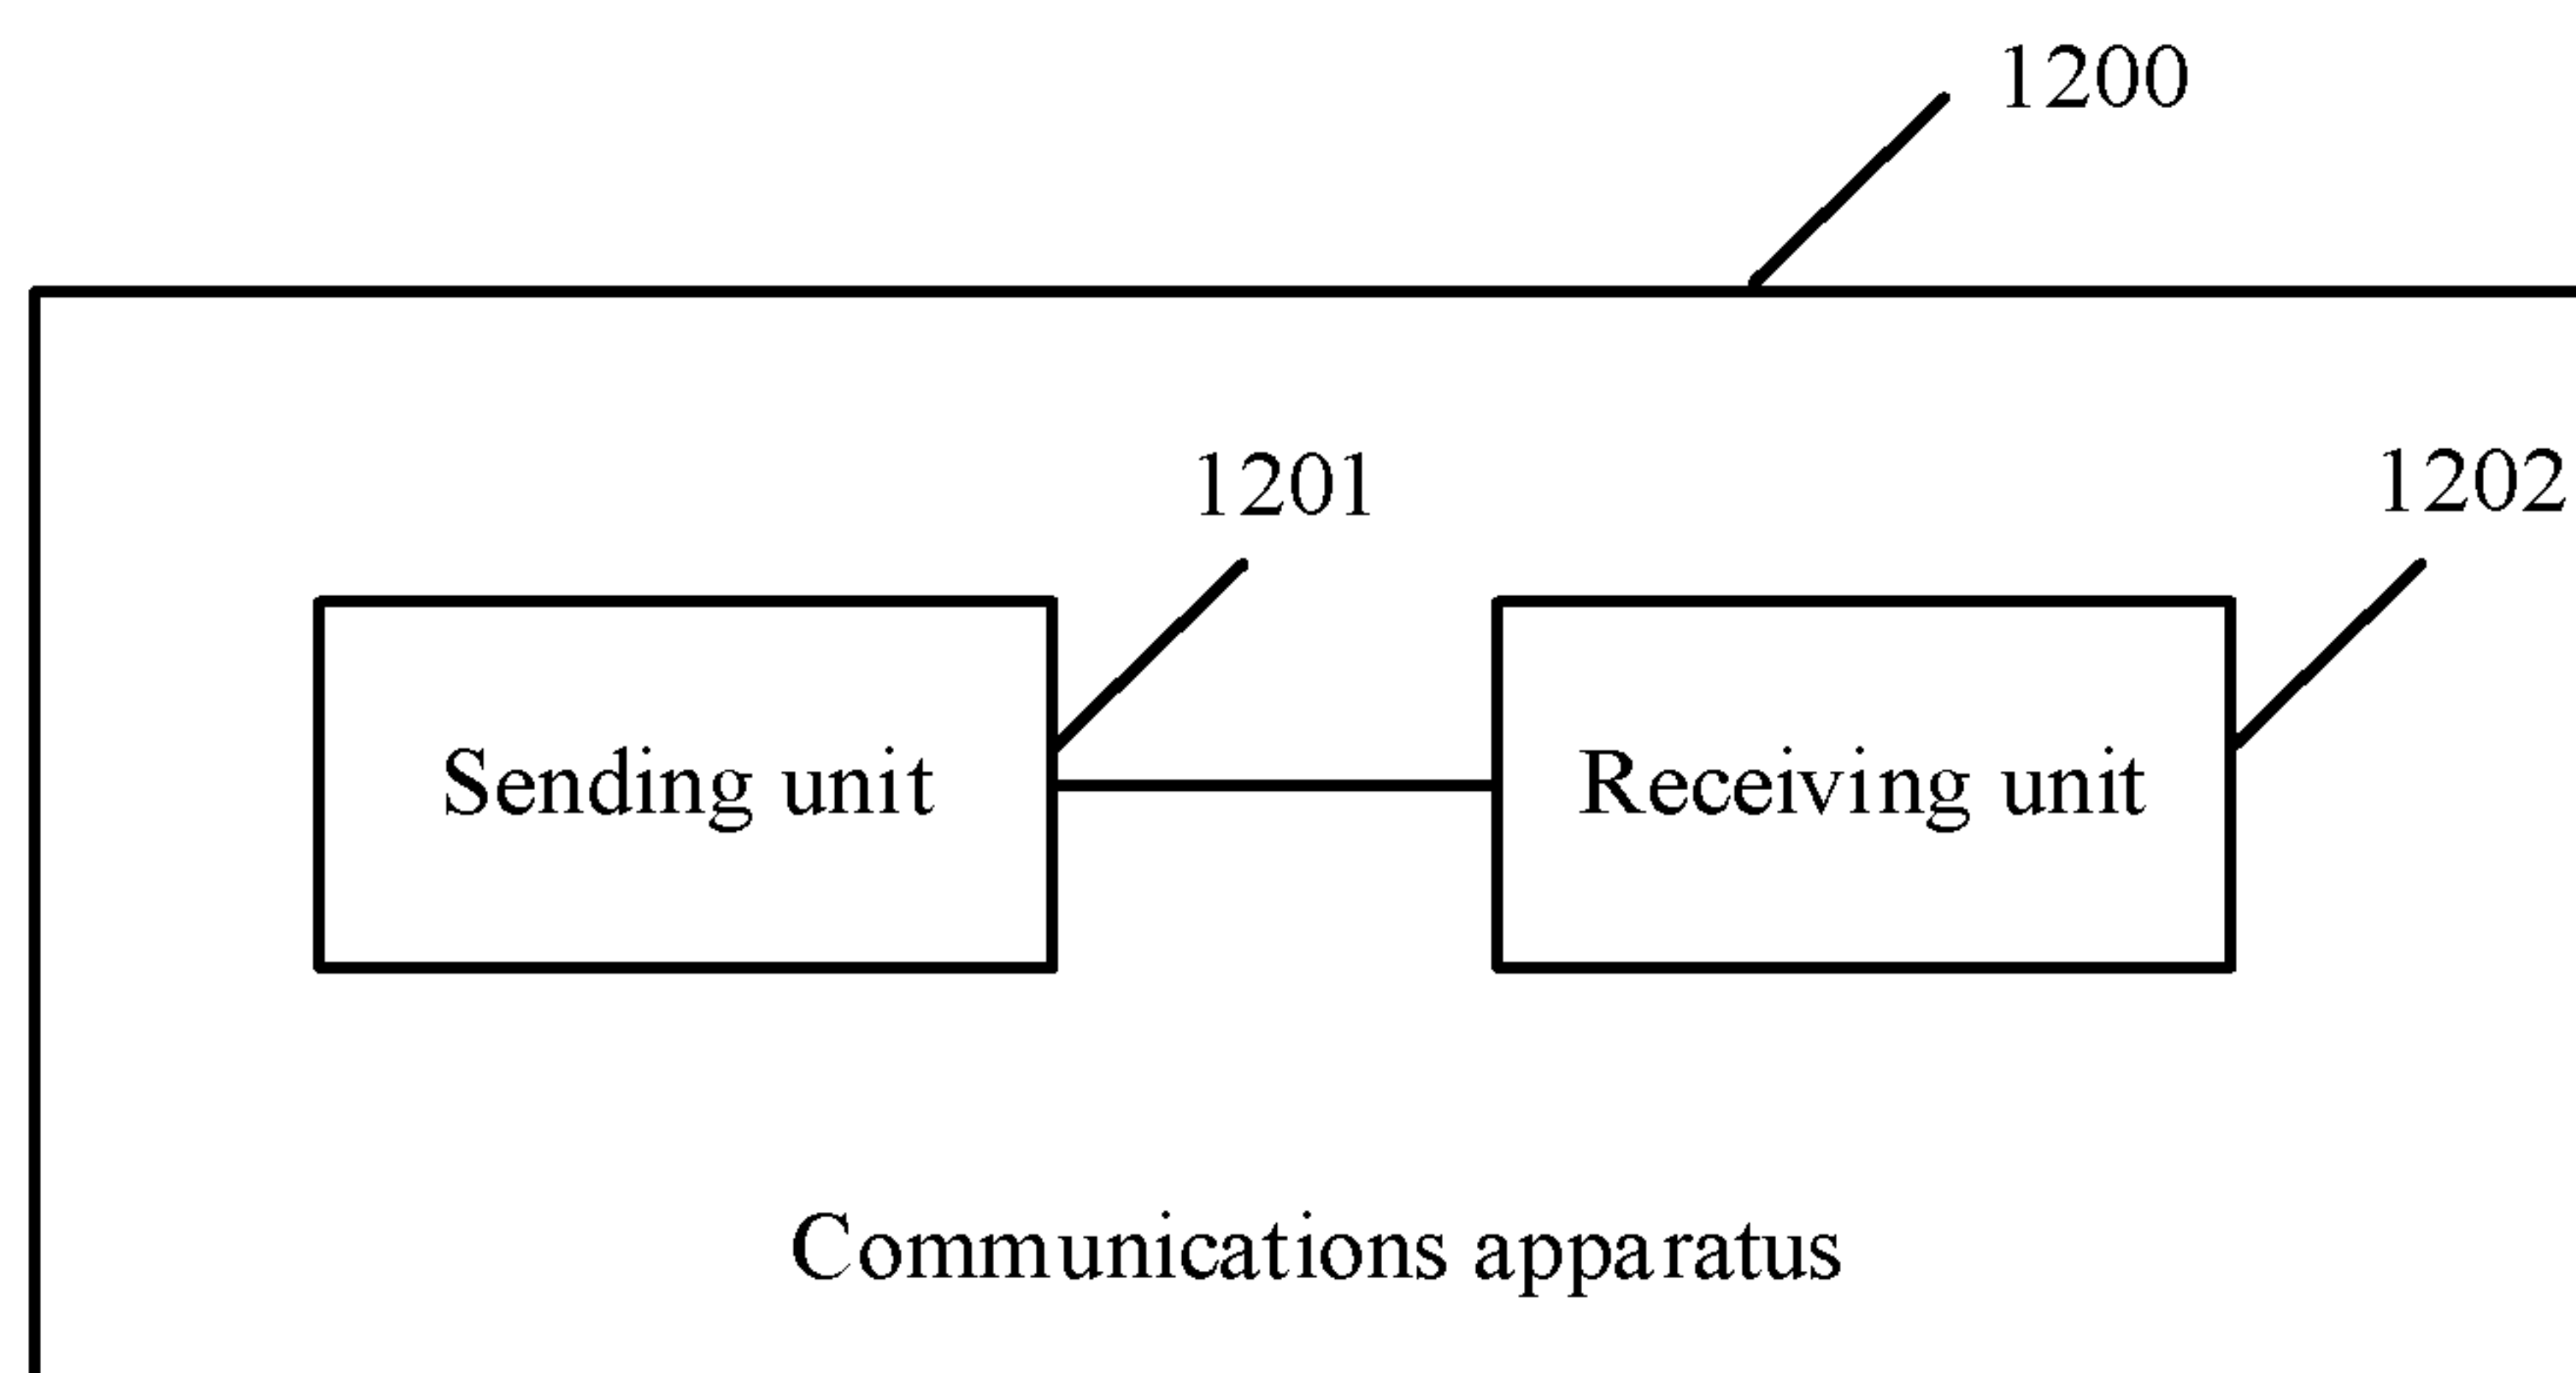 1200
1201
1202
Sending unit
Receiving unit
Communications apparatus